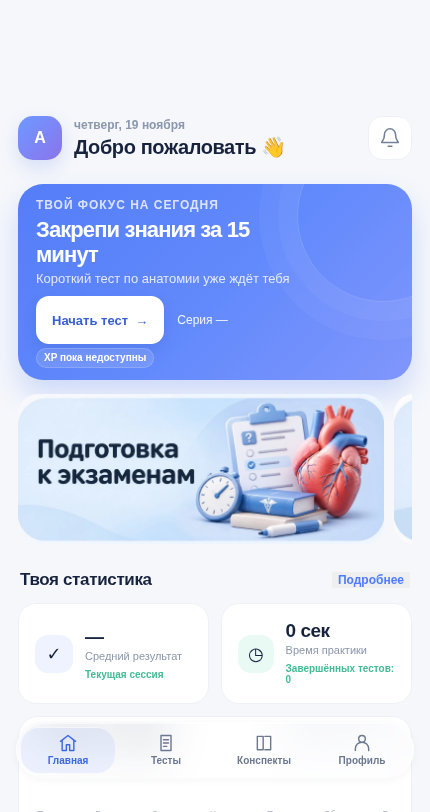 A
четверг, 19 ноября
Добро пожаловать 👋
ТВОЙ ФОКУС НА СЕГОДНЯ
Закрепи знания за 15
минут
Короткий тест по анатомии уже ждёт тебя
Начать тест →
Серия —
XP пока недоступны
Подготовка
к экзаменам
Твоя статистика
Подробнее
—
Средний результат
Текущая сессия
0 сек
Время практики
Завершённых тестов:
0
Главная
Тесты
Конспекты
Профиль